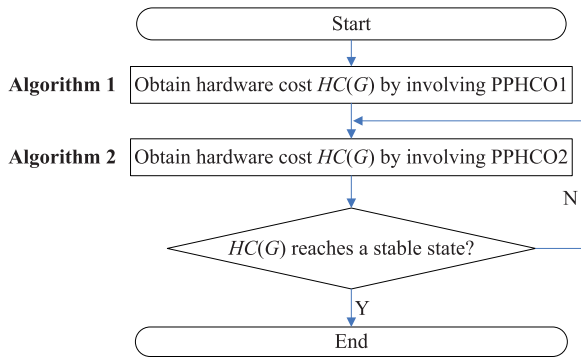 Start
Algorithm 1 Obtain hardware cost HC(G) by involving PPHCO1
Algorithm 2 Obtain hardware cost HC(G) by involving PPHCO2
N
HC(G) reaches a stable state?
Y
End